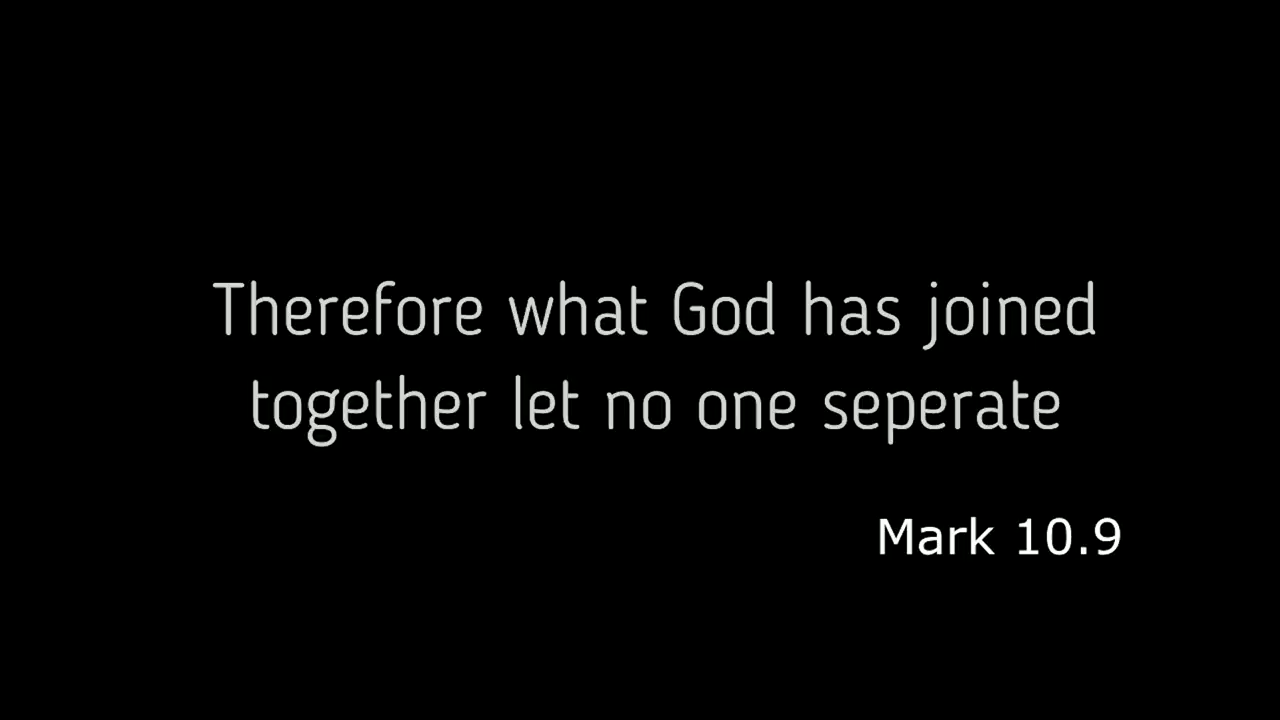 Therefore what God has joined
together let no one seperate
Mark 10.9